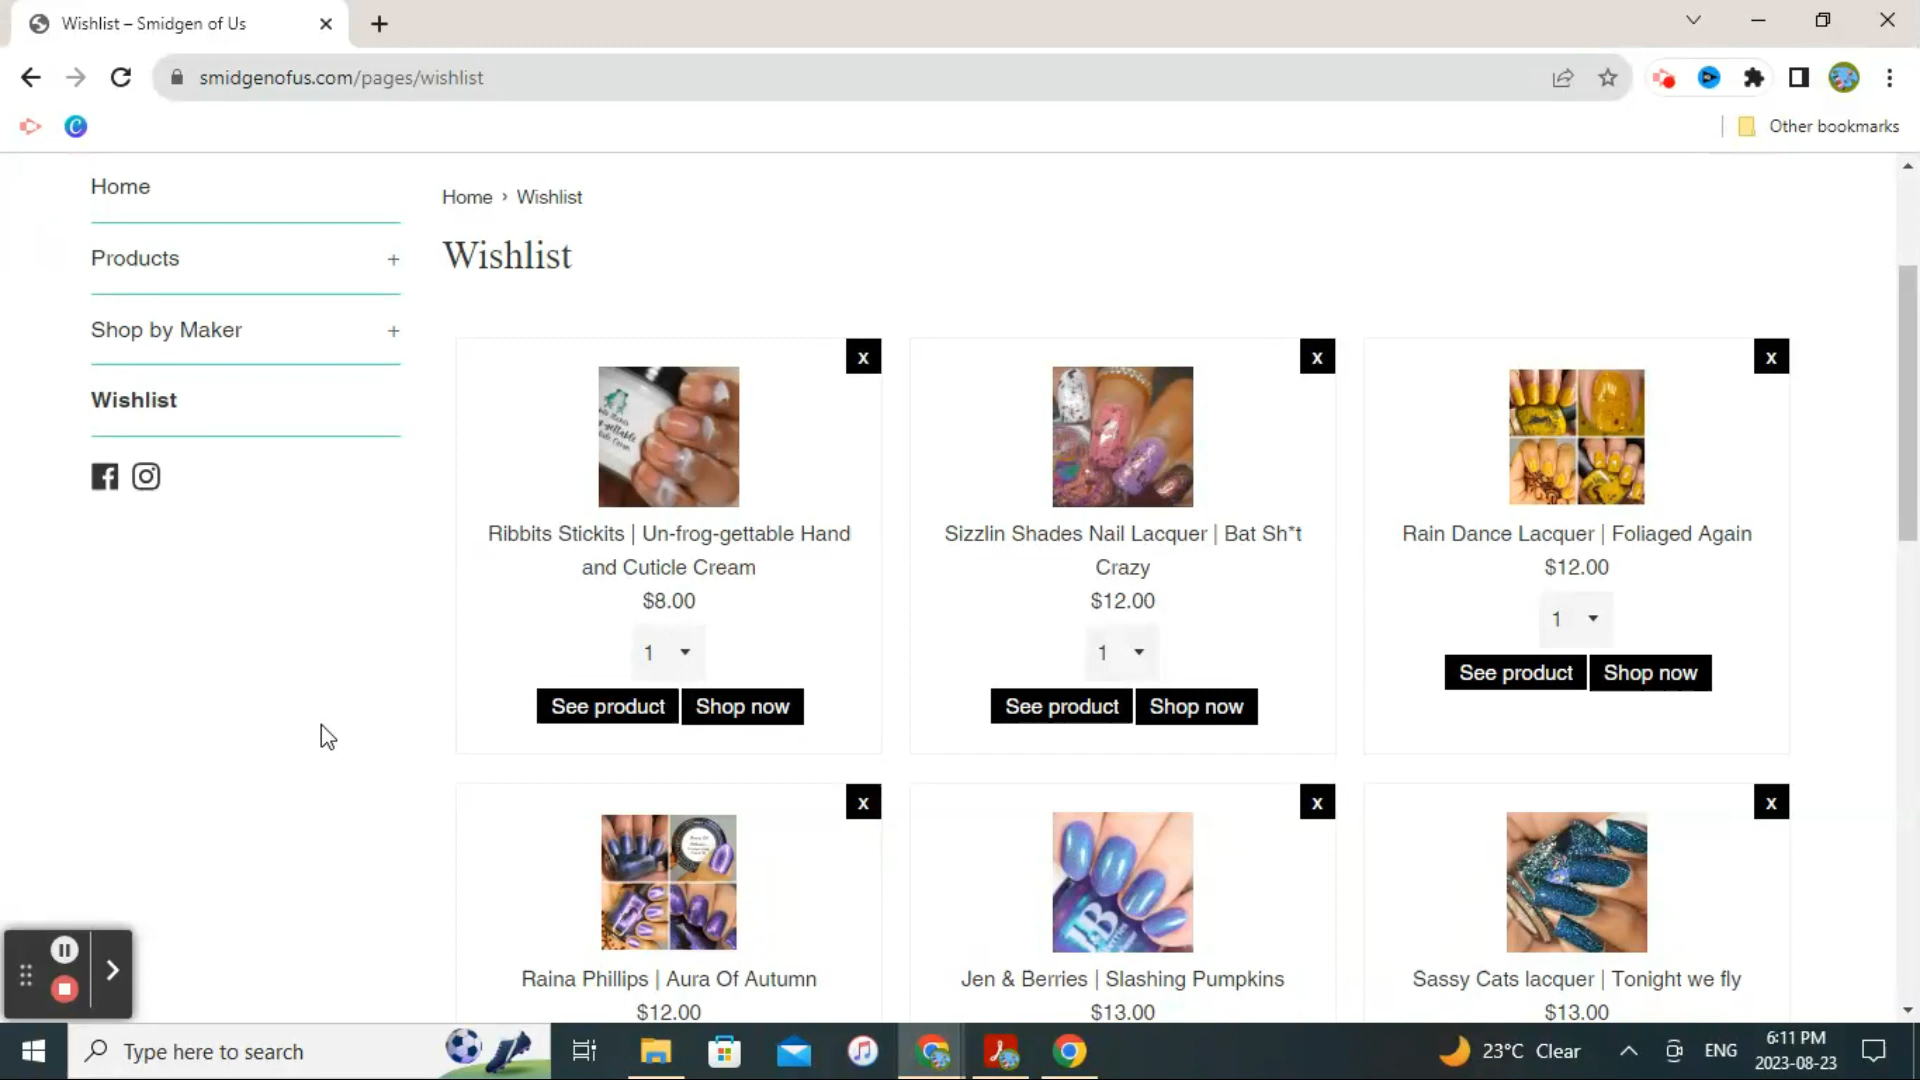 Wishlist – Smidgen of Us
smidgenofus.com/pages/wishlist
Other bookmarks
Home
Products +
Shop by Maker +
Wishlist
Home › Wishlist
Wishlist
x
x
x
Ribbits Stickits | Un-frog-gettable Hand
and Cuticle Cream
$8.00
1
See product
Shop now
Sizzlin Shades Nail Lacquer | Bat Sh*t
Crazy
$12.00
1
See product
Shop now
Rain Dance Lacquer | Foliaged Again
$12.00
1
See product
Shop now
x
x
x
Raina Phillips | Aura Of Autumn
$12.00
Jen & Berries | Slashing Pumpkins
$13.00
Sassy Cats lacquer | Tonight we fly
$13.00
Type here to search
23°C Clear
ENG
6:11 PM
2023-08-23